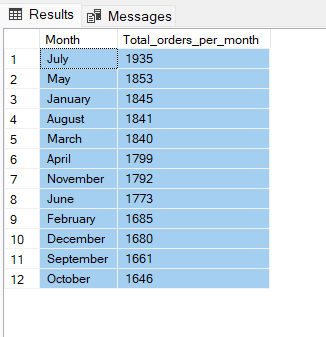 Results Messages
Month Total_orders_per_month
1 July 1935
2 May 1853
3 January 1845
4 August 1841
5 March 1840
6 April 1799
7 November 1792
8 June 1773
9 February 1685
10 December 1680
11 September 1661
12 October 1646